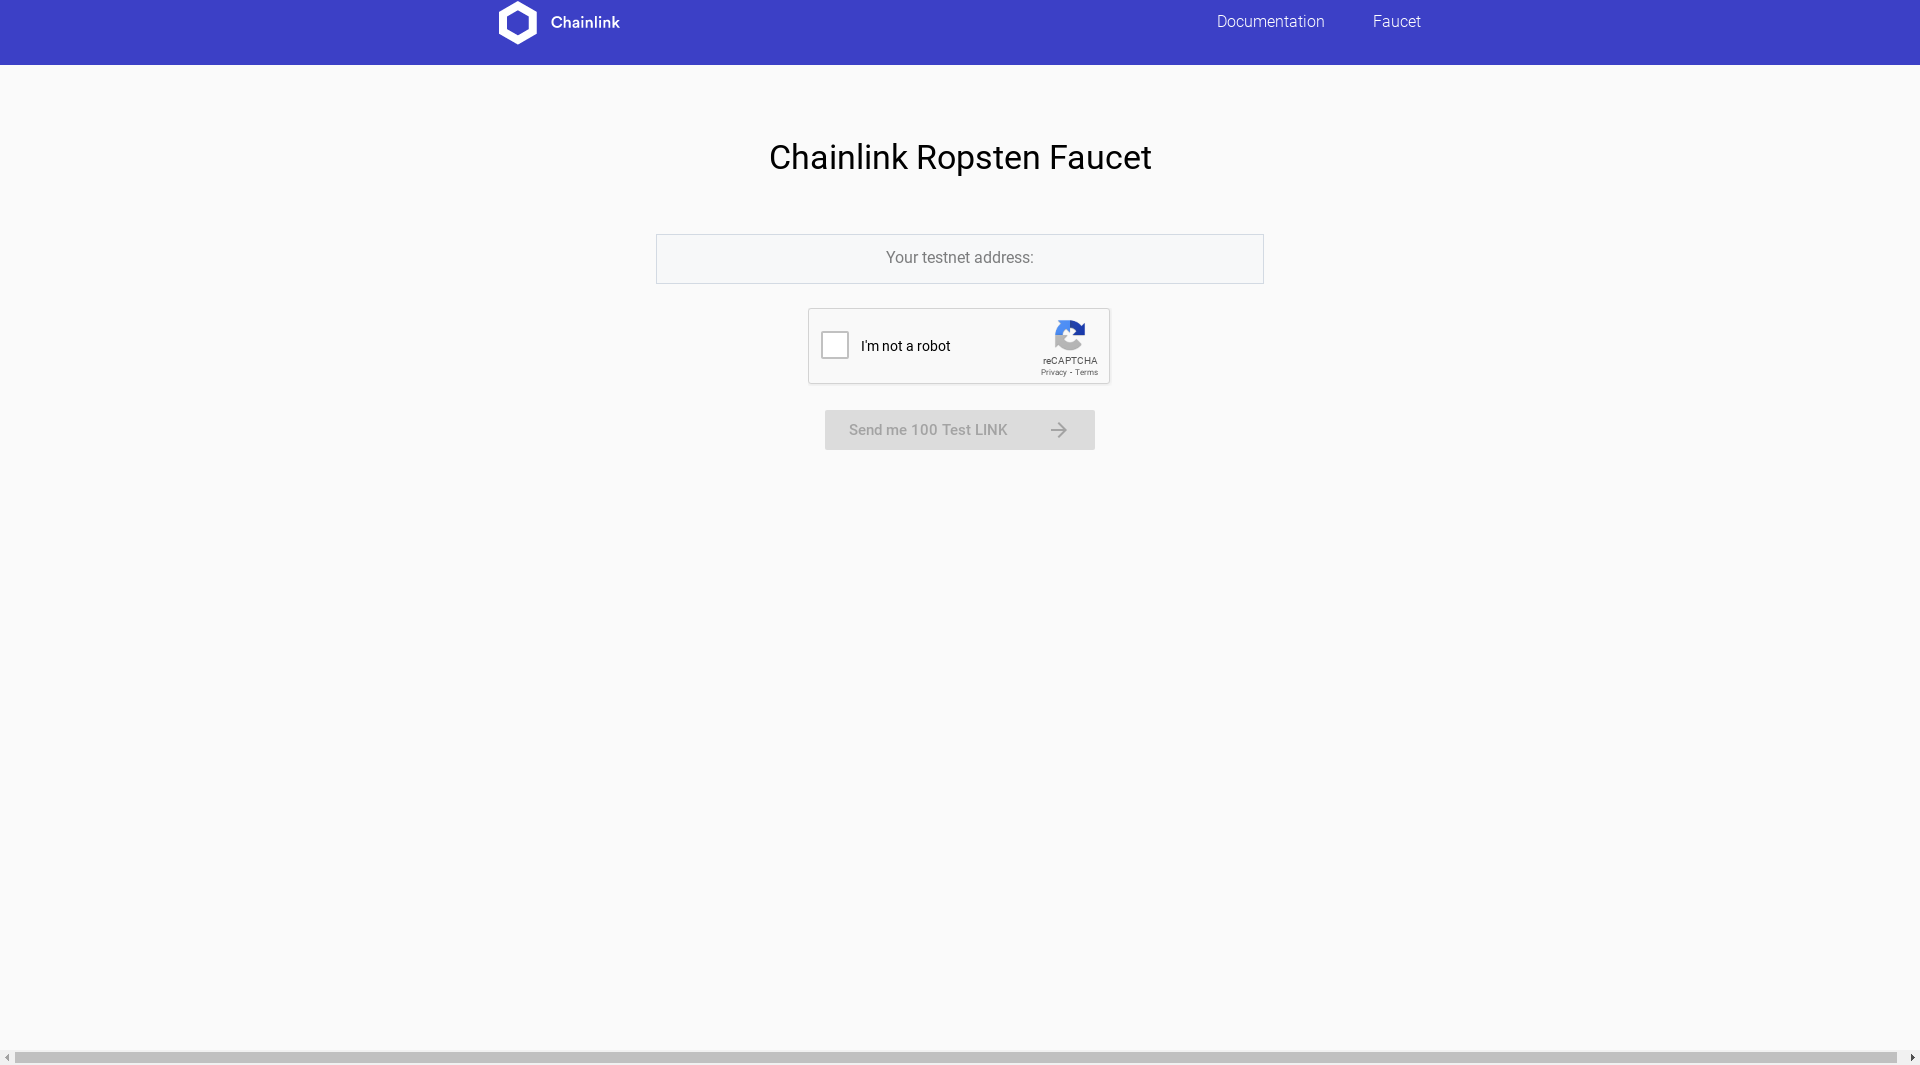 Chainlink
Documentation
Faucet
Chainlink Ropsten Faucet
Your testnet address:
I'm not a robot
reCAPTCHA
Privacy - Terms
Send me 100 Test LINK